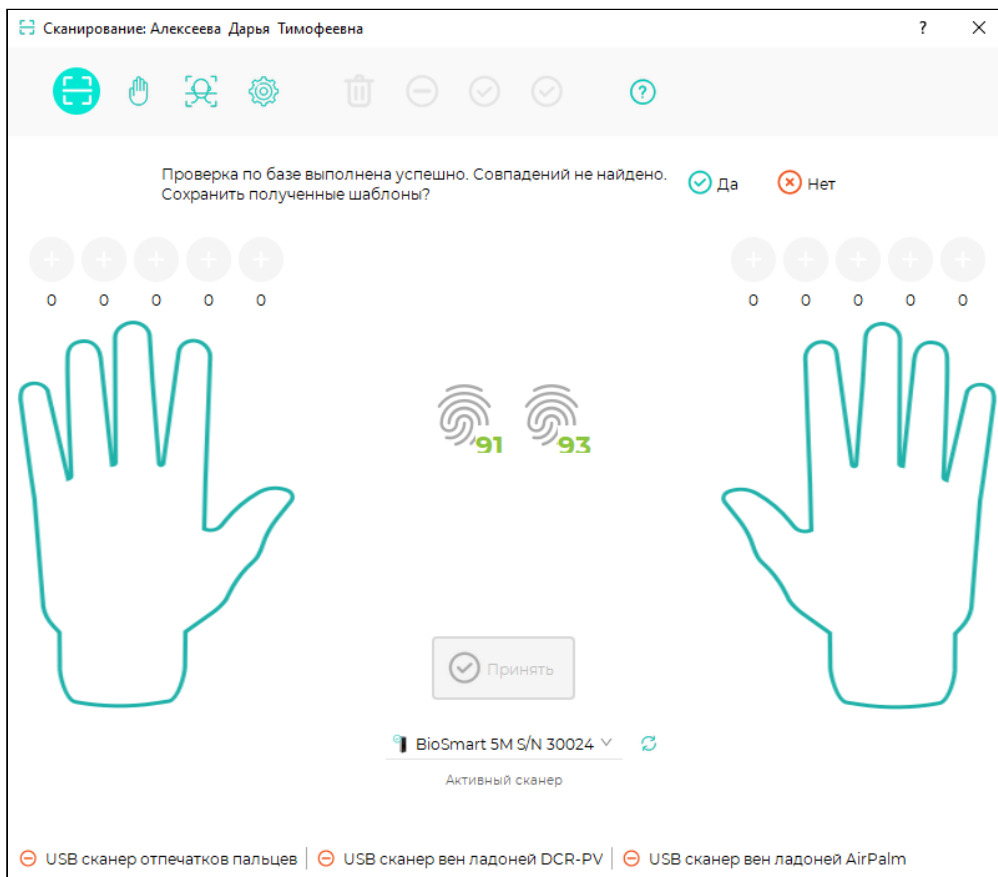 Сканирование: Алексеева Дарья Тимофеевна ?
?
Проверка по базе выполнена успешно. Совпадений не найдено.
Сохранить полученные шаблоны?
Да Нет
0 0 0 0 0 0 0 0 0 0
91 93
Принять
BioSmart 5M S/N 30024
Активный сканер
USB сканер отпечатков пальцев USB сканер вен ладоней DCR-PV USB сканер вен ладоней AirPalm